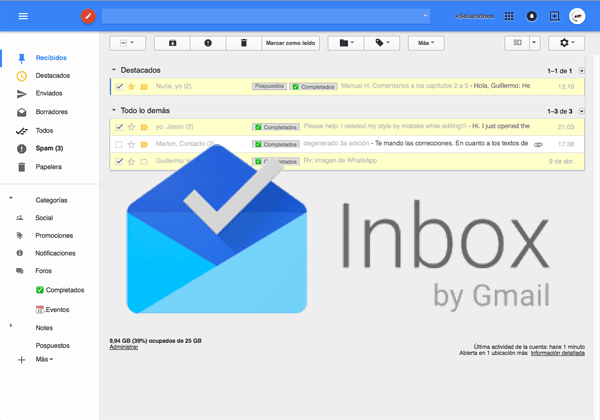 +Soluciones
Marcar como leído
Más
Recibidos
Destacados
Enviados
Borradores
Todos
Spam (3)
Papelera
Categorías
Social
Promociones
Notificaciones
Foros
Completados
Eventos
Notes
Pospuestos
Más
Destacados
1–1 de 1
Nuria, yo (2) Pospuestos Completados Manual H: Comentarios a los capítulos 2 a 5 - Hola, Guillermo: He 13:19
Todo lo demás
1–3 de 3
yo, Jason (3) Completados Please help: I deleted my style by mistake while editing!!! - Hi. I just opened the 21:03
Marion, Contacto (2) Completados degenerado 3a edición - Te mando las correcciones. En cuanto a los textos de 17:38
Guillermo Completados Rv: imagen de WhatsApp 9 de abr.
Inbox
by Gmail
9,94 GB (39%) ocupados de 25 GB
Administrar
Última actividad de la cuenta: hace 1 minuto
Abierta en 1 ubicación más Información detallada